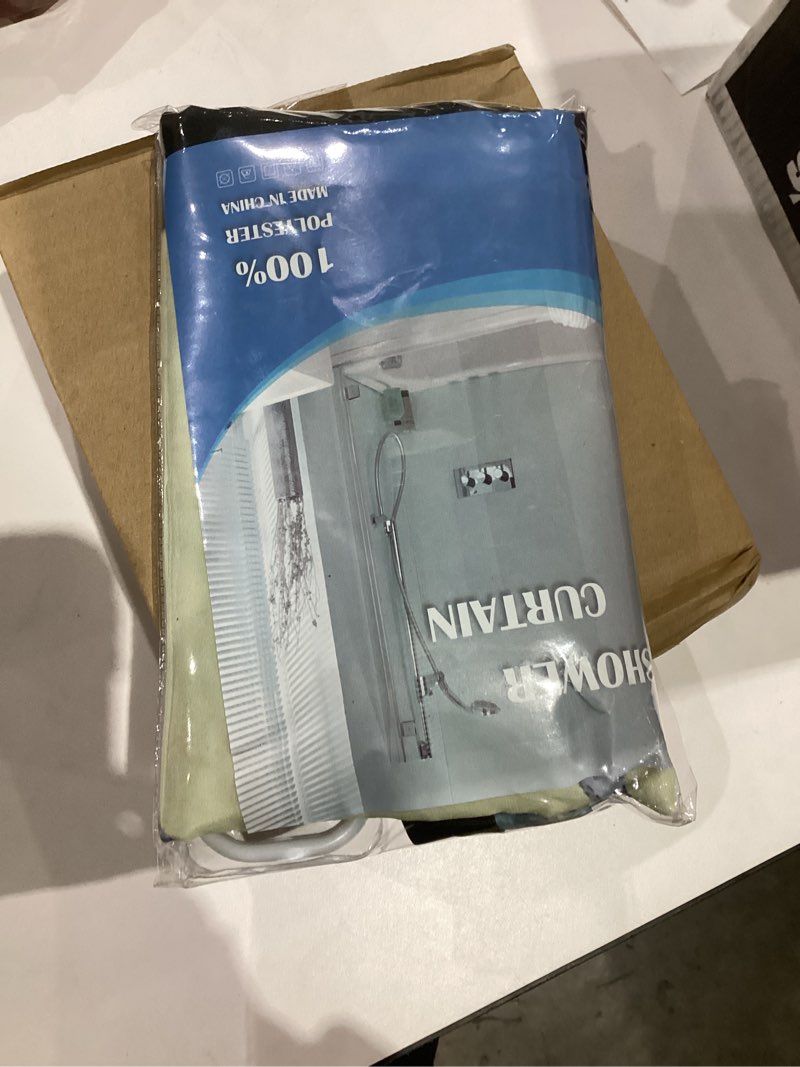 SHOWER
CURTAIN
100%
POLYESTER
MADE IN CHINA